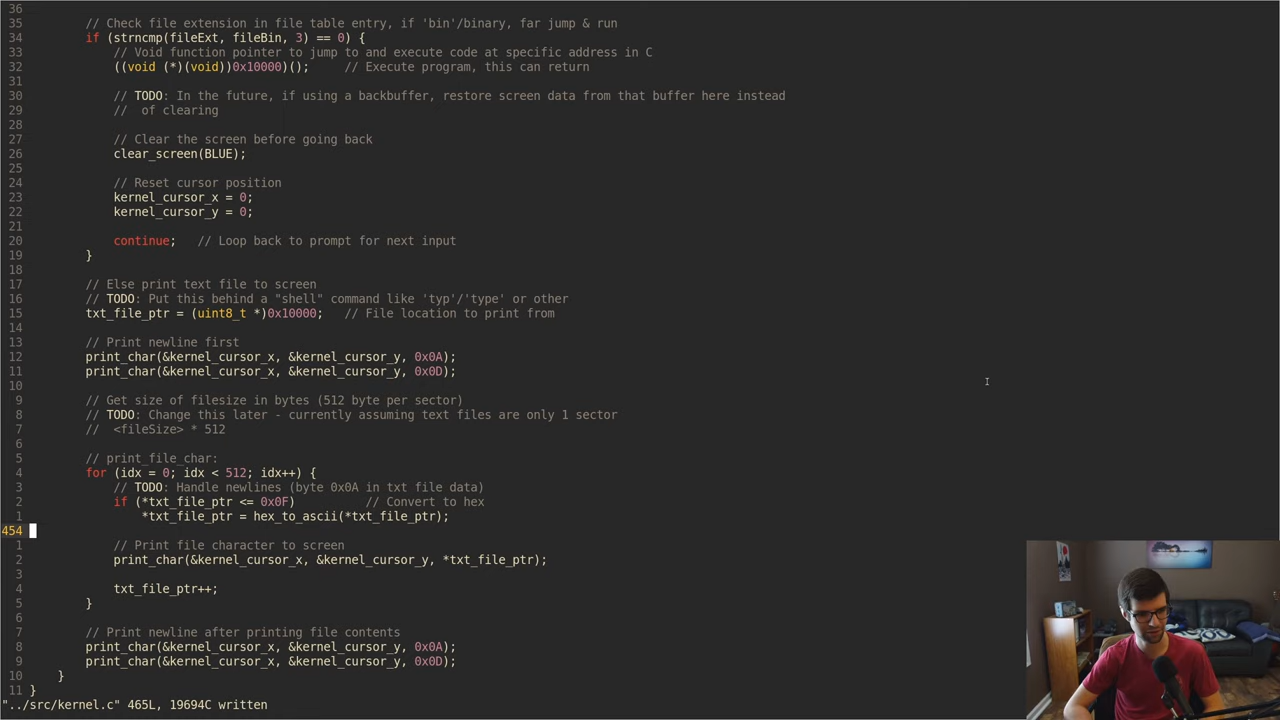 36
35 // Check file extension in file table entry, if 'bin'/binary, far jump & run
34 if (strncmp(fileExt, fileBin, 3) == 0) {
33 // Void function pointer to jump to and execute code at specific address in C
32 ((void (*)(void))0x10000)(); // Execute program, this can return
31
30 // TODO: In the future, if using a backbuffer, restore screen data from that buffer here instead
29 // of clearing
28
27 // Clear the screen before going back
26 clear_screen(BLUE);
25
24 // Reset cursor position
23 kernel_cursor_x = 0;
22 kernel_cursor_y = 0;
21
20 continue; // Loop back to prompt for next input
19 }
18
17 // Else print text file to screen
16 // TODO: Put this behind a "shell" command like 'typ'/'type' or other
15 txt_file_ptr = (uint8_t *)0x10000; // File location to print from
14
13 // Print newline first
12 print_char(&kernel_cursor_x, &kernel_cursor_y, 0x0A);
11 print_char(&kernel_cursor_x, &kernel_cursor_y, 0x0D);
10
9 // Get size of filesize in bytes (512 byte per sector)
8 // TODO: Change this later - currently assuming text files are only 1 sector
7 // <fileSize> * 512
6
5 // print_file_char:
4 for (idx = 0; idx < 512; idx++) {
3 // TODO: Handle newlines (byte 0x0A in txt file data)
2 if (*txt_file_ptr <= 0x0F) // Convert to hex
1 *txt_file_ptr = hex_to_ascii(*txt_file_ptr);
454
1 // Print file character to screen
2 print_char(&kernel_cursor_x, &kernel_cursor_y, *txt_file_ptr);
3
4 txt_file_ptr++;
5 }
6
7 // Print newline after printing file contents
8 print_char(&kernel_cursor_x, &kernel_cursor_y, 0x0A);
9 print_char(&kernel_cursor_x, &kernel_cursor_y, 0x0D);
10 }
11 }
"../src/kernel.c" 465L, 19694C written